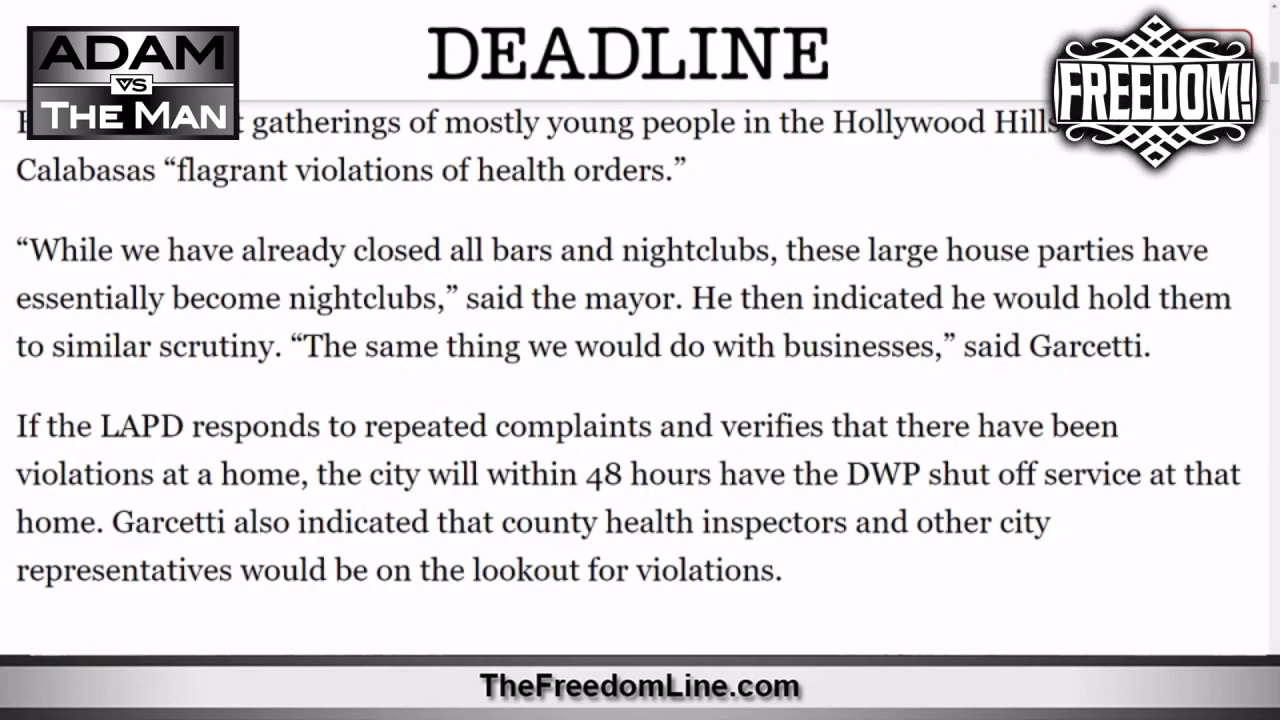 ADAM
VS
THE MAN
DEADLINE
FREEDOM!
gatherings of mostly young people in the Hollywood Hills
Calabasas “flagrant violations of health orders.”
“While we have already closed all bars and nightclubs, these large house parties have
essentially become nightclubs,” said the mayor. He then indicated he would hold them
to similar scrutiny. “The same thing we would do with businesses,” said Garcetti.
If the LAPD responds to repeated complaints and verifies that there have been
violations at a home, the city will within 48 hours have the DWP shut off service at that
home. Garcetti also indicated that county health inspectors and other city
representatives would be on the lookout for violations.
TheFreedomLine.com